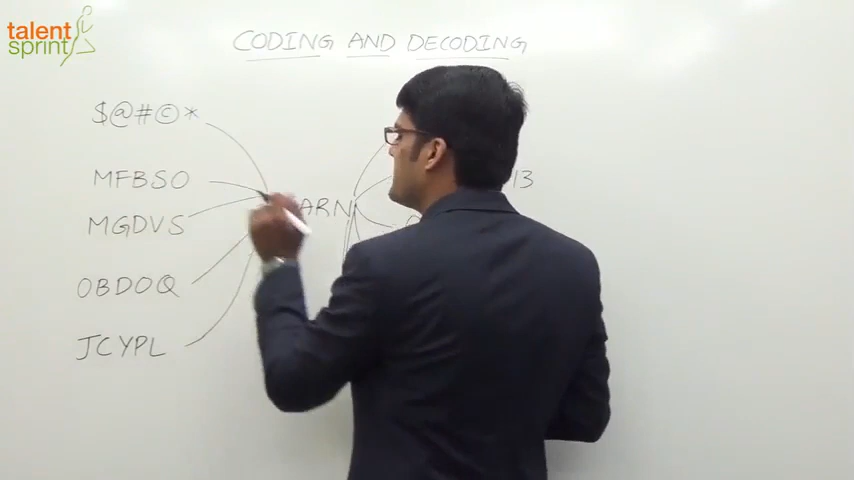 talent
sprint
CODING AND DECODING
$@#©*
MFBSO
MGDVS
OBDOQ
JCYPL
ARN
13